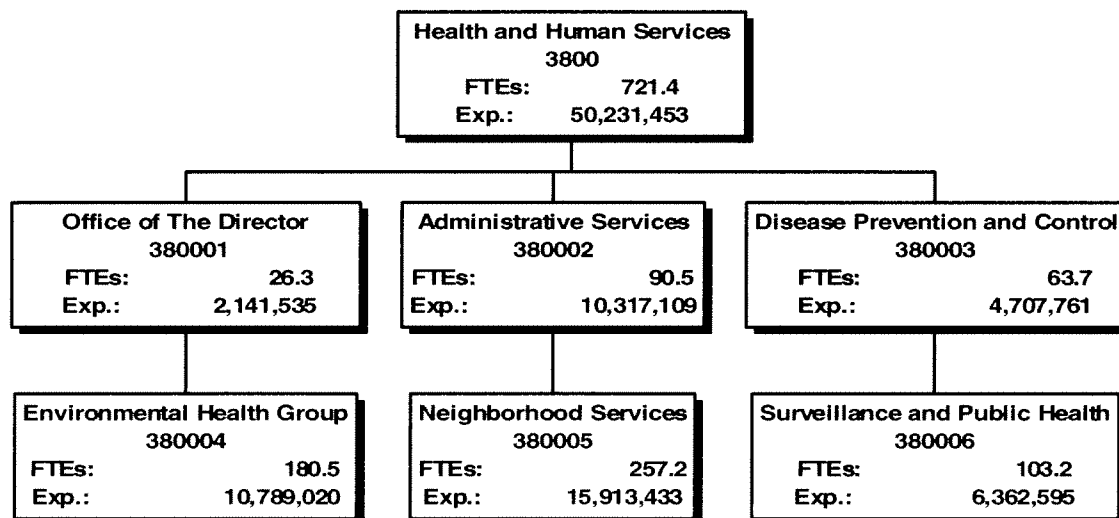 Health and Human Services
3800
FTEs: 721.4
Exp.: 50,231,453
Office of The Director
380001
FTEs: 26.3
Exp.: 2,141,535
Administrative Services
380002
FTEs: 90.5
Exp.: 10,317,109
Disease Prevention and Control
380003
FTEs: 63.7
Exp.: 4,707,761
Environmental Health Group
380004
FTEs: 180.5
Exp.: 10,789,020
Neighborhood Services
380005
FTEs: 257.2
Exp.: 15,913,433
Surveillance and Public Health
380006
FTEs: 103.2
Exp.: 6,362,595